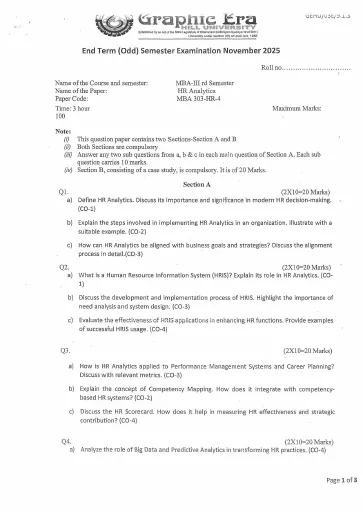 Graphic Era
HILL UNIVERSITY
End Term (Odd) Semester Examination November 2025
Roll no..............................
Name of the Course and semester: MBA-III rd Semester
Name of the Paper: HR Analytics
Paper Code: MBA 303-HR-4
Time: 3 hour Maximum Marks:
100
Note:
(i) This question paper contains two Sections-Section A and B
(ii) Both Sections are compulsory
(iii) Answer any two sub questions from a, b & c in each main question of Section A. Each sub
question carries 10 marks.
(iv) Section B, consisting of a case study, is compulsory. It is of 20 Marks.
Section A
Q1. (2X10=20 Marks)
a) Define HR Analytics. Discuss its importance and significance in modern HR decision-making.
(CO-1)
b) Explain the steps involved in implementing HR Analytics in an organization. Illustrate with a
suitable example. (CO-2)
c) How can HR Analytics be aligned with business goals and strategies? Discuss the alignment
process in detail.(CO-3)
Q2. (2X10=20 Marks)
a) What is a Human Resource Information System (HRIS)? Explain its role in HR Analytics. (CO-
1)
b) Discuss the development and implementation process of HRIS. Highlight the importance of
need analysis and system design. (CO-3)
c) Evaluate the effectiveness of HRIS applications in enhancing HR functions. Provide examples
of successful HRIS usage. (CO-4)
Q3. (2X10=20 Marks)
a) How is HR Analytics applied to Performance Management Systems and Career Planning?
Discuss with relevant metrics. (CO-3)
b) Explain the concept of Competency Mapping. How does it integrate with competency-
based HR systems? (CO-2)
c) Discuss the HR Scorecard. How does it help in measuring HR effectiveness and strategic
contribution? (CO-4)
Q4. (2X10=20 Marks)
a) Analyze the role of Big Data and Predictive Analytics in transforming HR practices. (CO-4)
Page 1 of 3